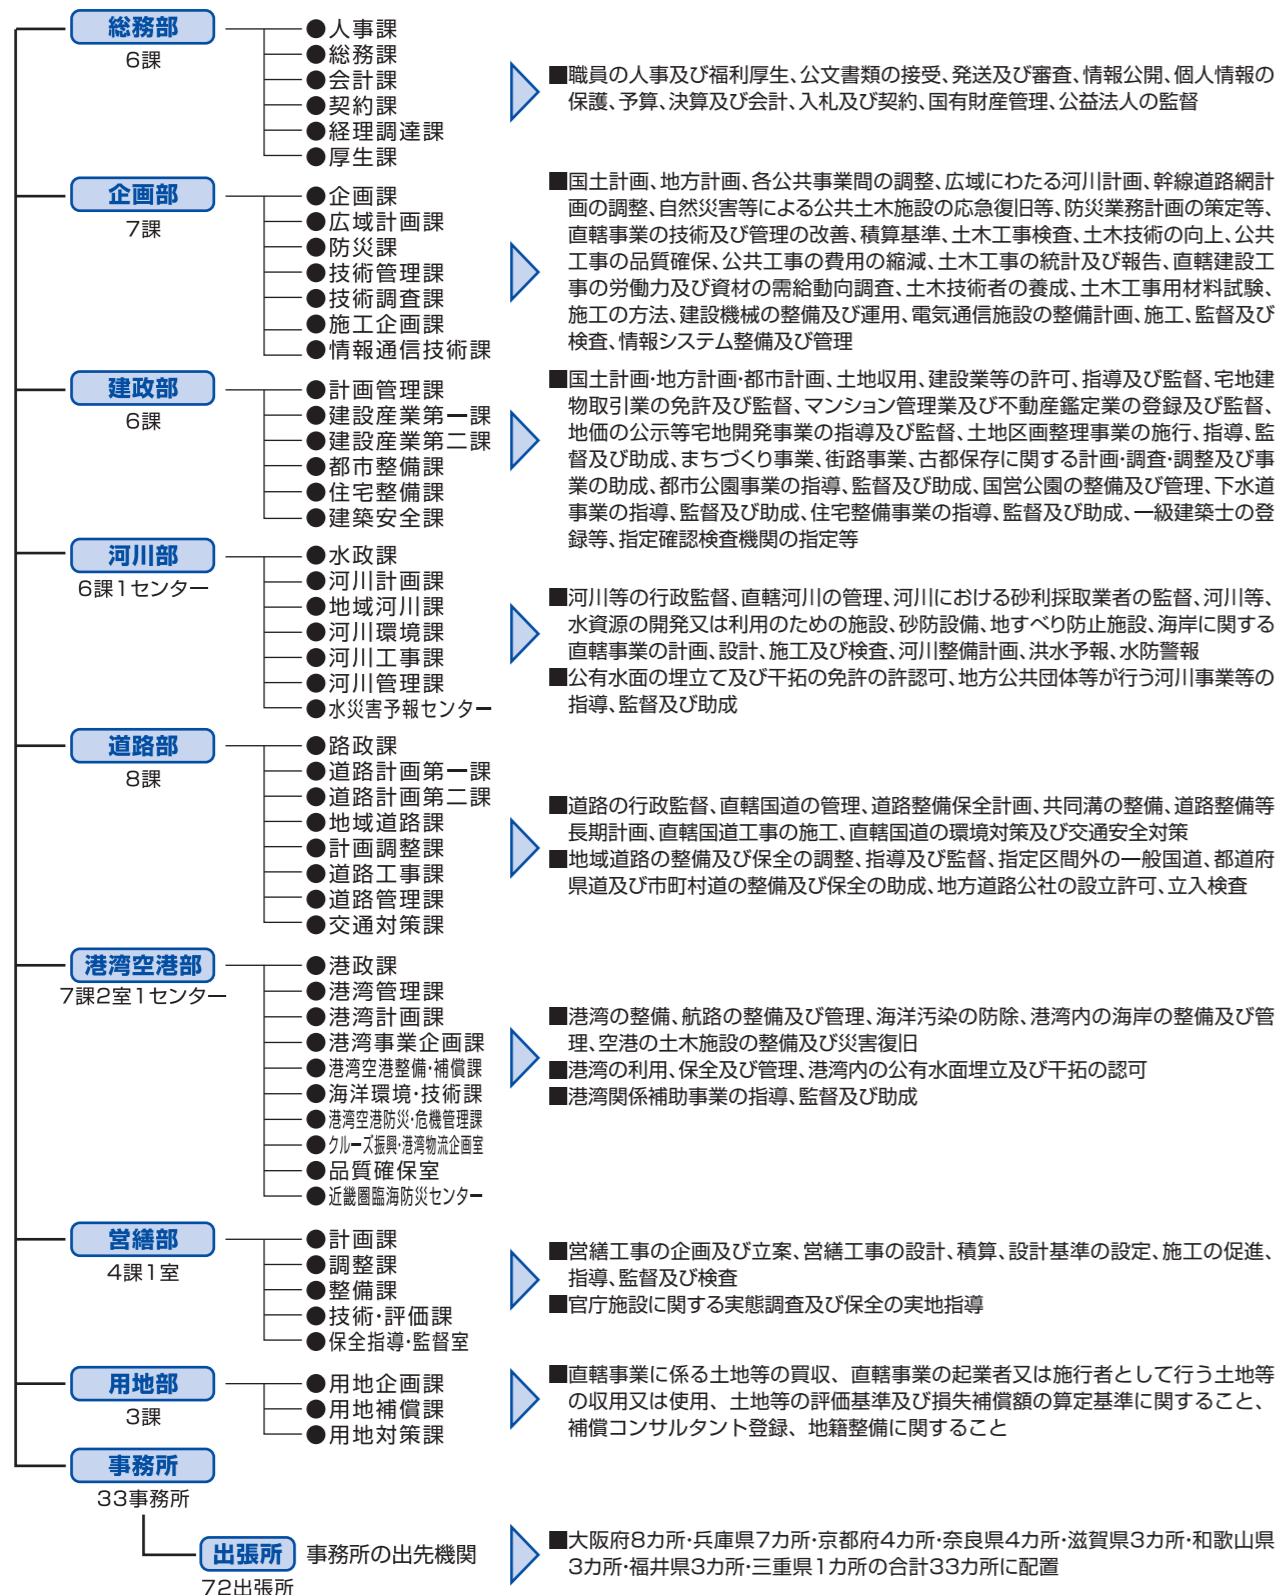 総務部
6課
●人事課
●総務課
●会計課
●契約課
●経理調達課
●厚生課
■職員の人事及び福利厚生、公文書類の接受、発送及び審査、情報公開、個人情報の
保護、予算、決算及び会計、入札及び契約、国有財産管理、公益法人の監督
企画部
7課
●企画課
●広域計画課
●防災課
●技術管理課
●技術調査課
●施工企画課
●情報通信技術課
■国土計画、地方計画、各公共事業間の調整、広域にわたる河川計画、幹線道路網計
画の調整、自然災害等による公共土木施設の応急復旧等、防災業務計画の策定等、
直轄事業の技術及び管理の改善、積算基準、土木工事検査、土木技術の向上、公共
工事の品質確保、公共工事の費用の縮減、土木工事の統計及び報告、直轄建設工
事の労働力及び資材の需給動向調査、土木技術者の養成、土木工事用材料試験、
施工の方法、建設機械の整備及び運用、電気通信施設の整備計画、施工、監督及び
検査、情報システム整備及び管理
建政部
6課
●計画管理課
●建設産業第一課
●建設産業第二課
●都市整備課
●住宅整備課
●建築安全課
■国土計画・地方計画・都市計画、土地収用、建設業等の許可、指導及び監督、宅地建
物取引業の免許及び監督、マンション管理業及び不動産鑑定業の登録及び監督、
地価の公示等宅地開発事業の指導及び監督、土地区画整理事業の施行、指導、監
督及び助成、まちづくり事業、街路事業、古都保存に関する計画・調査・調整及び事
業の助成、都市公園事業の指導、監督及び助成、国営公園の整備及び管理、下水道
事業の指導、監督及び助成、住宅整備事業の指導、監督及び助成、一級建築士の登
録等、指定確認検査機関の指定等
河川部
6課1センター
●水政課
●河川計画課
●地域河川課
●河川環境課
●河川工事課
●河川管理課
●水災害予報センター
■河川等の行政監督、直轄河川の管理、河川における砂利採取業者の監督、河川等、
水資源の開発又は利用のための施設、砂防設備、地すべり防止施設、海岸に関する
直轄事業の計画、設計、施工及び検査、河川整備計画、洪水予報、水防警報
■公有水面の埋立て及び干拓の免許の許認可、地方公共団体等が行う河川事業等の
指導、監督及び助成
道路部
8課
●路政課
●道路計画第一課
●道路計画第二課
●地域道路課
●計画調整課
●道路工事課
●道路管理課
●交通対策課
■道路の行政監督、直轄国道の管理、道路整備保全計画、共同溝の整備、道路整備等
長期計画、直轄国道工事の施工、直轄国道の環境対策及び交通安全対策
■地域道路の整備及び保全の調整、指導及び監督、指定区間外の一般国道、都道府
県道及び市町村道の整備及び保全の助成、地方道路公社の設立許可、立入検査
港湾空港部
7課2室1センター
●港政課
●港湾管理課
●港湾計画課
●港湾事業企画課
●港湾空港整備・補償課
●海洋環境・技術課
●港湾空港防災・危機管理課
●クルーズ振興・港湾物流企画室
●品質確保室
●近畿圏臨海防災センター
■港湾の整備、航路の整備及び管理、海洋汚染の防除、港湾内の海岸の整備及び管
理、空港の土木施設の整備及び災害復旧
■港湾の利用、保全及び管理、港湾内の公有水面埋立及び干拓の認可
■港湾関係補助事業の指導、監督及び助成
営繕部
4課1室
●計画課
●調整課
●整備課
●技術・評価課
●保全指導・監督室
■営繕工事の企画及び立案、営繕工事の設計、積算、設計基準の設定、施工の促進、
指導、監督及び検査
■官庁施設に関する実態調査及び保全の実地指導
用地部
3課
●用地企画課
●用地補償課
●用地対策課
■直轄事業に係る土地等の買収、直轄事業の起業者又は施行者として行う土地等
の収用又は使用、土地等の評価基準及び損失補償額の算定基準に関すること、
補償コンサルタント登録、地籍整備に関すること
事務所
33事務所
出張所 事務所の出先機関
72出張所
■大阪府8カ所・兵庫県7カ所・京都府4カ所・奈良県4カ所・滋賀県3カ所・和歌山県
3カ所・福井県3カ所・三重県1カ所の合計33カ所に配置